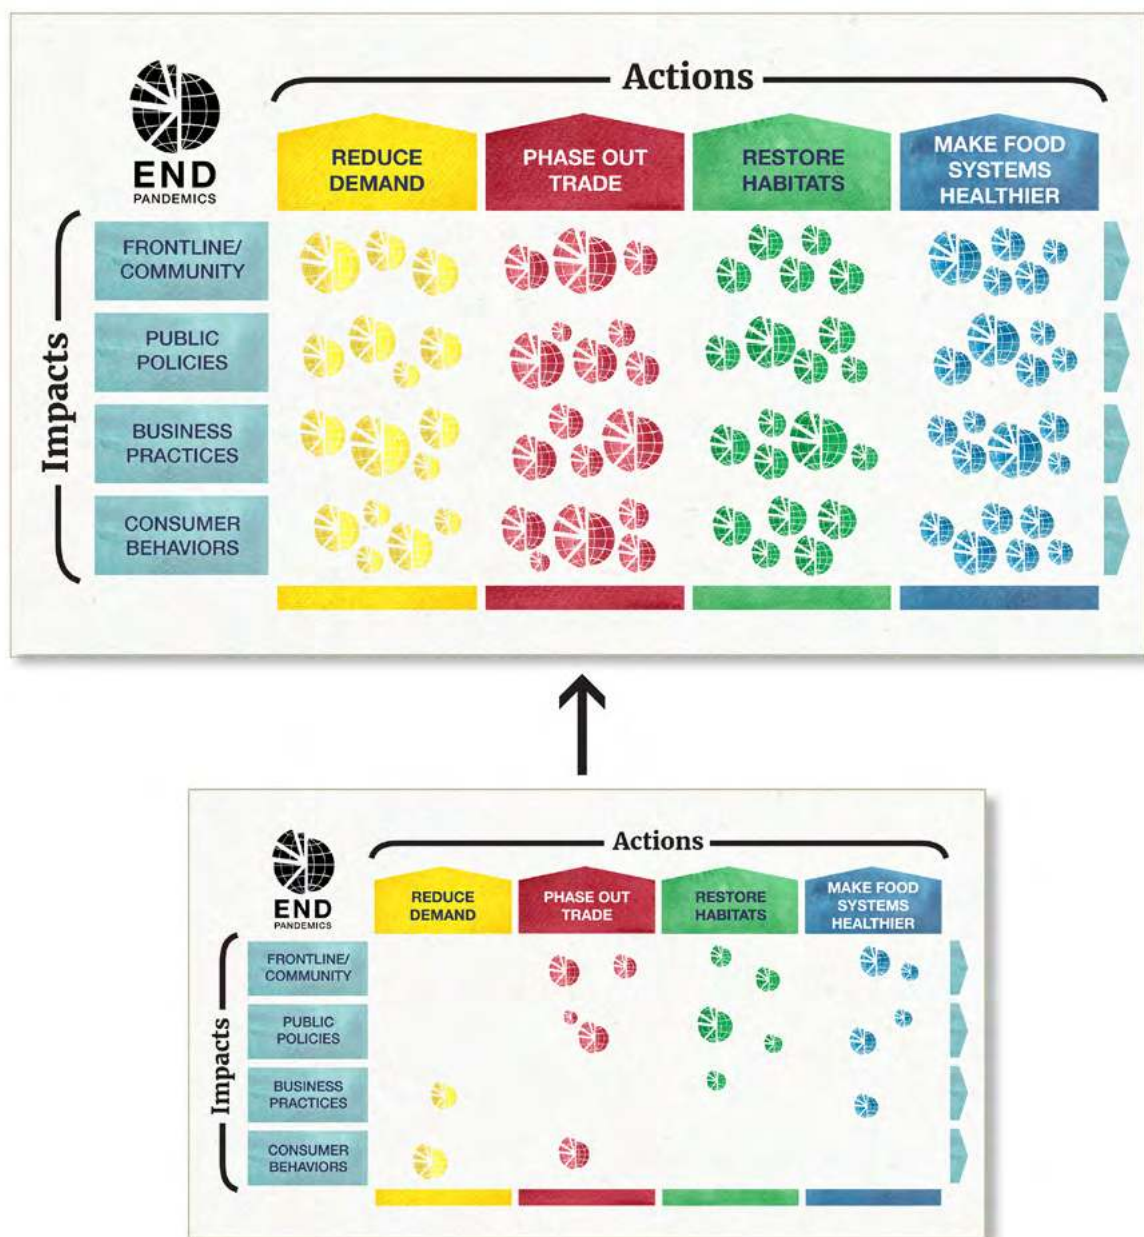 Actions
END
PANDEMICS
REDUCE
DEMAND
PHASE OUT
TRADE
RESTORE
HABITATS
MAKE FOOD
SYSTEMS
HEALTHIER
Impacts
FRONTLINE/
COMMUNITY
PUBLIC
POLICIES
BUSINESS
PRACTICES
CONSUMER
BEHAVIORS
Actions
END
PANDEMICS
REDUCE
DEMAND
PHASE OUT
TRADE
RESTORE
HABITATS
MAKE FOOD
SYSTEMS
HEALTHIER
Impacts
FRONTLINE/
COMMUNITY
PUBLIC
POLICIES
BUSINESS
PRACTICES
CONSUMER
BEHAVIORS